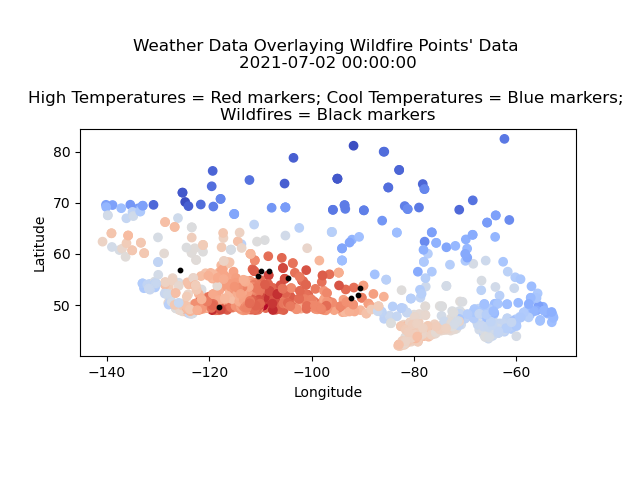 Weather Data Overlaying Wildfire Points' Data
2021-07-02 00:00:00
High Temperatures = Red markers; Cool Temperatures = Blue markers;
Wildfires = Black markers
80
70
60
50
Latitude
−140 −120 −100 −80 −60
Longitude